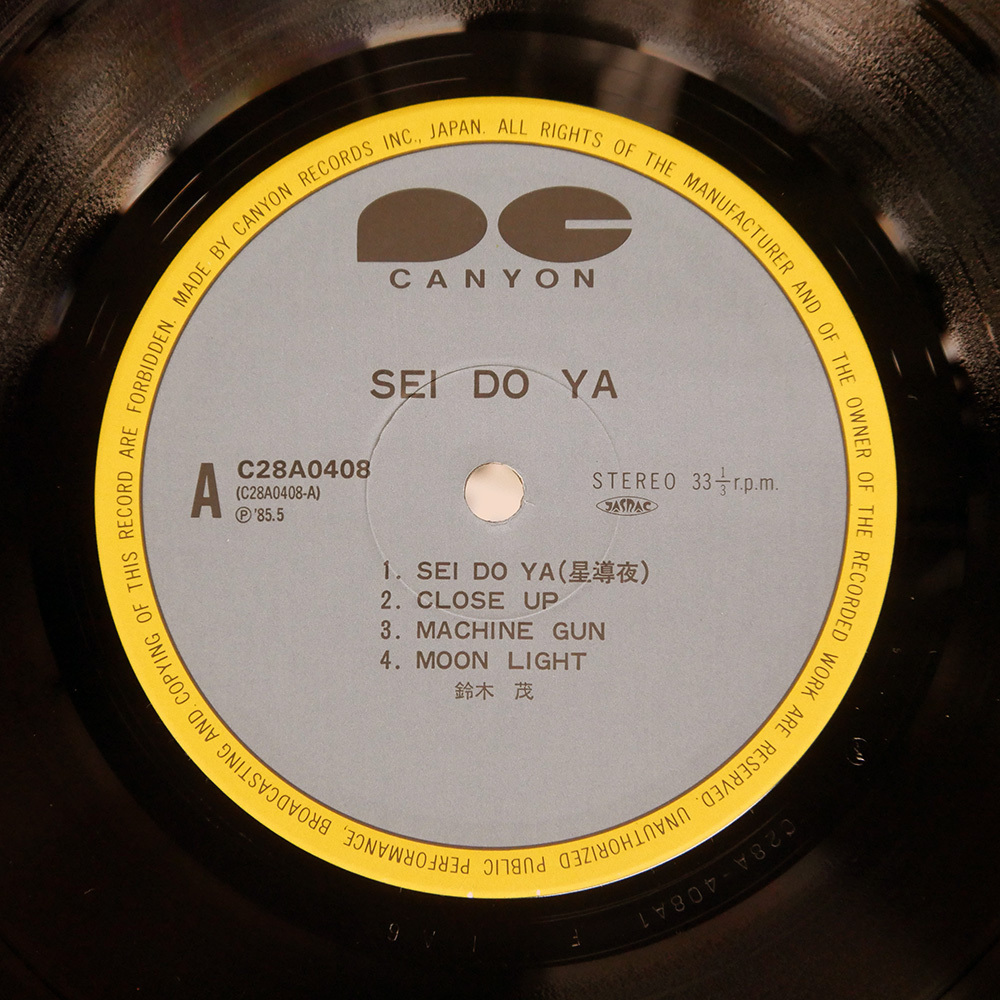 MADE BY CANYON RECORDS INC., JAPAN. ALL RIGHTS OF THE MANUFACTURER AND OF THE OWNER OF THE RECORDED WORK ARE RESERVED. UNAUTHORIZED PUBLIC PERFORMANCE, BROADCASTING AND COPYING OF THIS RECORD ARE FORBIDDEN.
PC
CANYON
SEI DO YA
A
C28A0408
(C28A0408-A)
Ⓟ'85.5
STEREO 33 1/3 r.p.m.
JASRAC
1. SEI DO YA(星導夜)
2. CLOSE UP
3. MACHINE GUN
4. MOON LIGHT
鈴木 茂
C28A-408A1